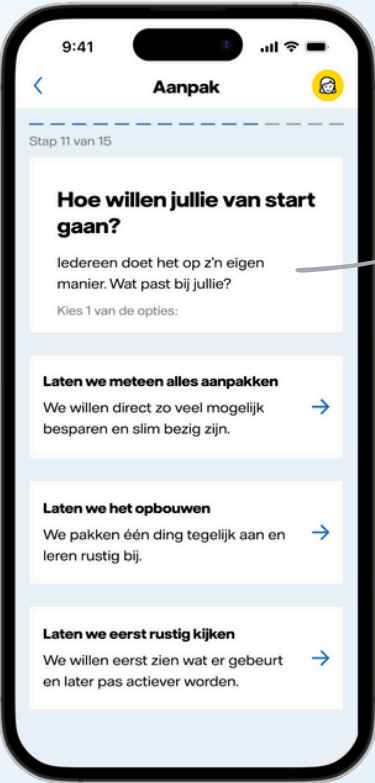 9:41
Aanpak
Stap 11 van 15
Hoe willen jullie van start
gaan?
Iedereen doet het op z'n eigen
manier. Wat past bij jullie?
Kies 1 van de opties:
Laten we meteen alles aanpakken
We willen direct zo veel mogelijk
besparen en slim bezig zijn.
Laten we het opbouwen
We pakken één ding tegelijk aan en
leren rustig bij.
Laten we eerst rustig kijken
We willen eerst zien wat er gebeurt
en later pas actiever worden.